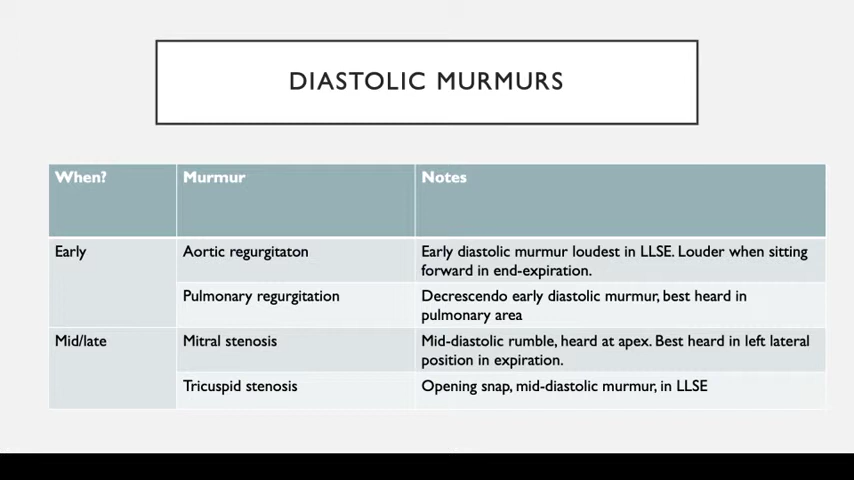 DIASTOLIC MURMURS
When? Murmur Notes
Early Aortic regurgitaton Early diastolic murmur loudest in LLSE. Louder when sitting
forward in end-expiration.
Pulmonary regurgitation Decrescendo early diastolic murmur, best heard in
pulmonary area
Mid/late Mitral stenosis Mid-diastolic rumble, heard at apex. Best heard in left lateral
position in expiration.
Tricuspid stenosis Opening snap, mid-diastolic murmur, in LLSE